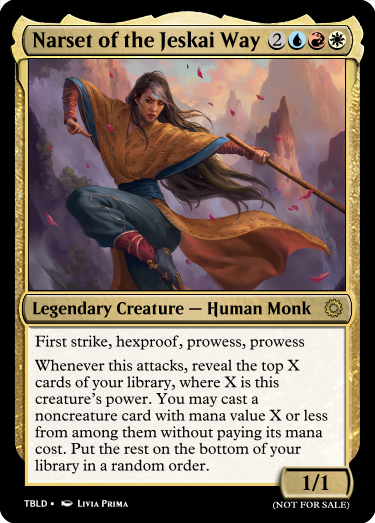 Narset of the Jeskai Way 2
Legendary Creature — Human Monk
First strike, hexproof, prowess, prowess
Whenever this attacks, reveal the top X
cards of your library, where X is this
creature's power. You may cast a
noncreature card with mana value X or less
from among them without paying its mana
cost. Put the rest on the bottom of your
library in a random order.
1/1
TBLD • Livia Prima
(NOT FOR SALE)